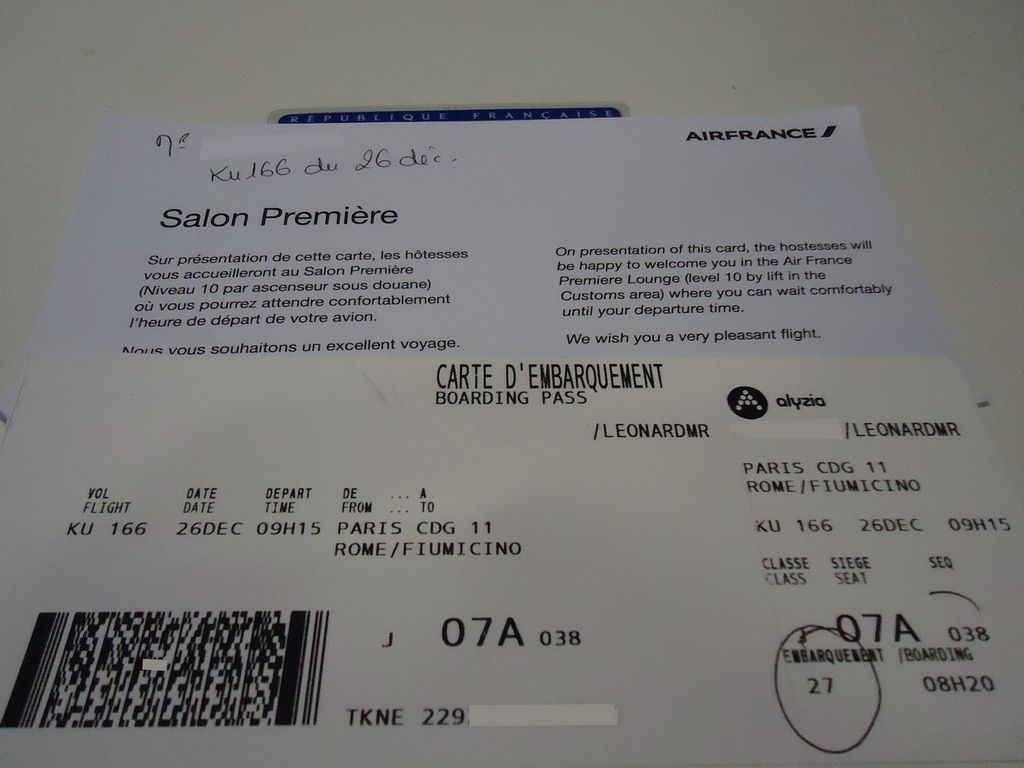 RÉPUBLIQUE FRANÇAISE
AIRFRANCE
Mr
KU166 du 26 déc.
Salon Première
Sur présentation de cette carte, les hôtesses
vous accueilleront au Salon Première
(Niveau 10 par ascenseur sous douane)
où vous pourrez attendre confortablement
l'heure de départ de votre avion.
Nous vous souhaitons un excellent voyage.
On presentation of this card, the hostesses will
be happy to welcome you in the Air France
Premiere Lounge (level 10 by lift in the
Customs area) where you can wait comfortably
until your departure time.
We wish you a very pleasant flight.
CARTE D'EMBARQUEMENT
BOARDING PASS
/LEONARDMR
VOL DATE DEPART DE ... A
FLIGHT DATE TIME FROM ... TO
KU 166 26DEC 09H15 PARIS CDG 11
ROME/FIUMICINO
J 07A 038
TKNE 229
alyzia
/LEONARDMR
PARIS CDG 11
ROME/FIUMICINO
KU 166 26DEC 09H15
CLASSE SIEGE SEQ
CLASS SEAT
J 07A 038
EMBARQUEMENT /BOARDING
27 08H20